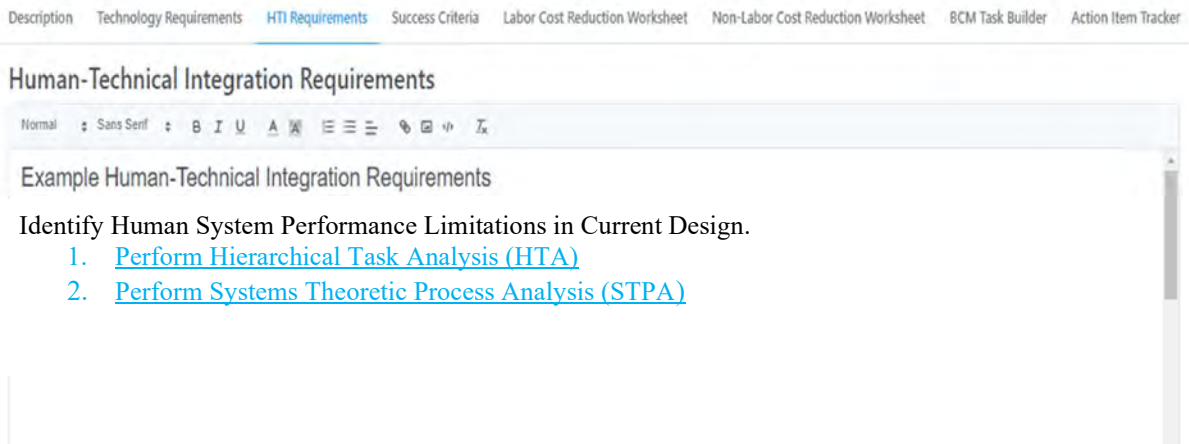 Description Technology Requirements HTI Requirements Success Criteria Labor Cost Reduction Worksheet Non-Labor Cost Reduction Worksheet BCM Task Builder Action Item Tracker
Human-Technical Integration Requirements
Normal Sans Serif B I U A A Tx
Example Human-Technical Integration Requirements
Identify Human System Performance Limitations in Current Design.
1. Perform Hierarchical Task Analysis (HTA)
2. Perform Systems Theoretic Process Analysis (STPA)